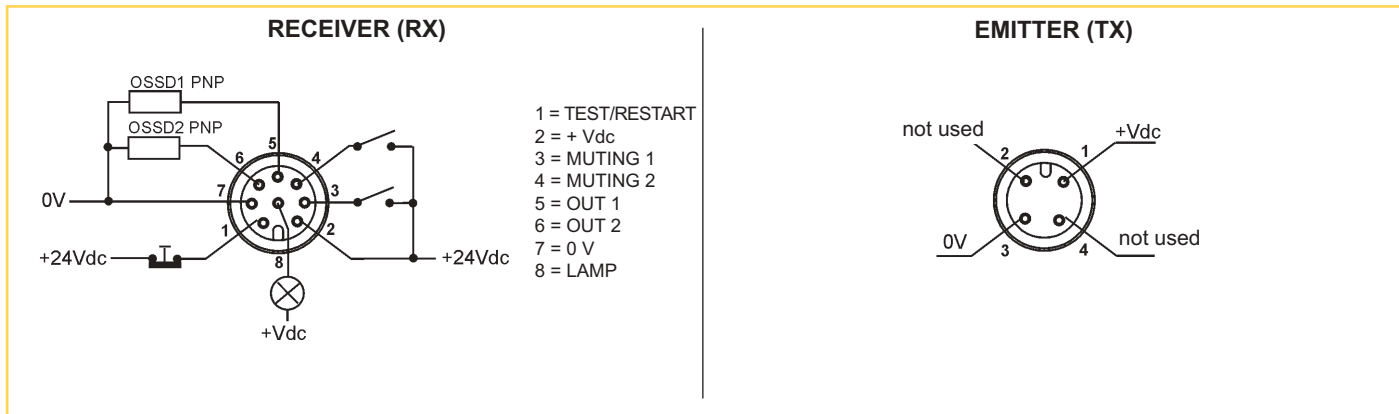 RECEIVER (RX)
OSSD1 PNP
OSSD2 PNP
5
6
4
7
3
0V
1
2
+24Vdc
8
+24Vdc
+Vdc
1 = TEST/RESTART
2 = + Vdc
3 = MUTING 1
4 = MUTING 2
5 = OUT 1
6 = OUT 2
7 = 0 V
8 = LAMP
EMITTER (TX)
not used
+Vdc
2
1
0V
not used
3
4